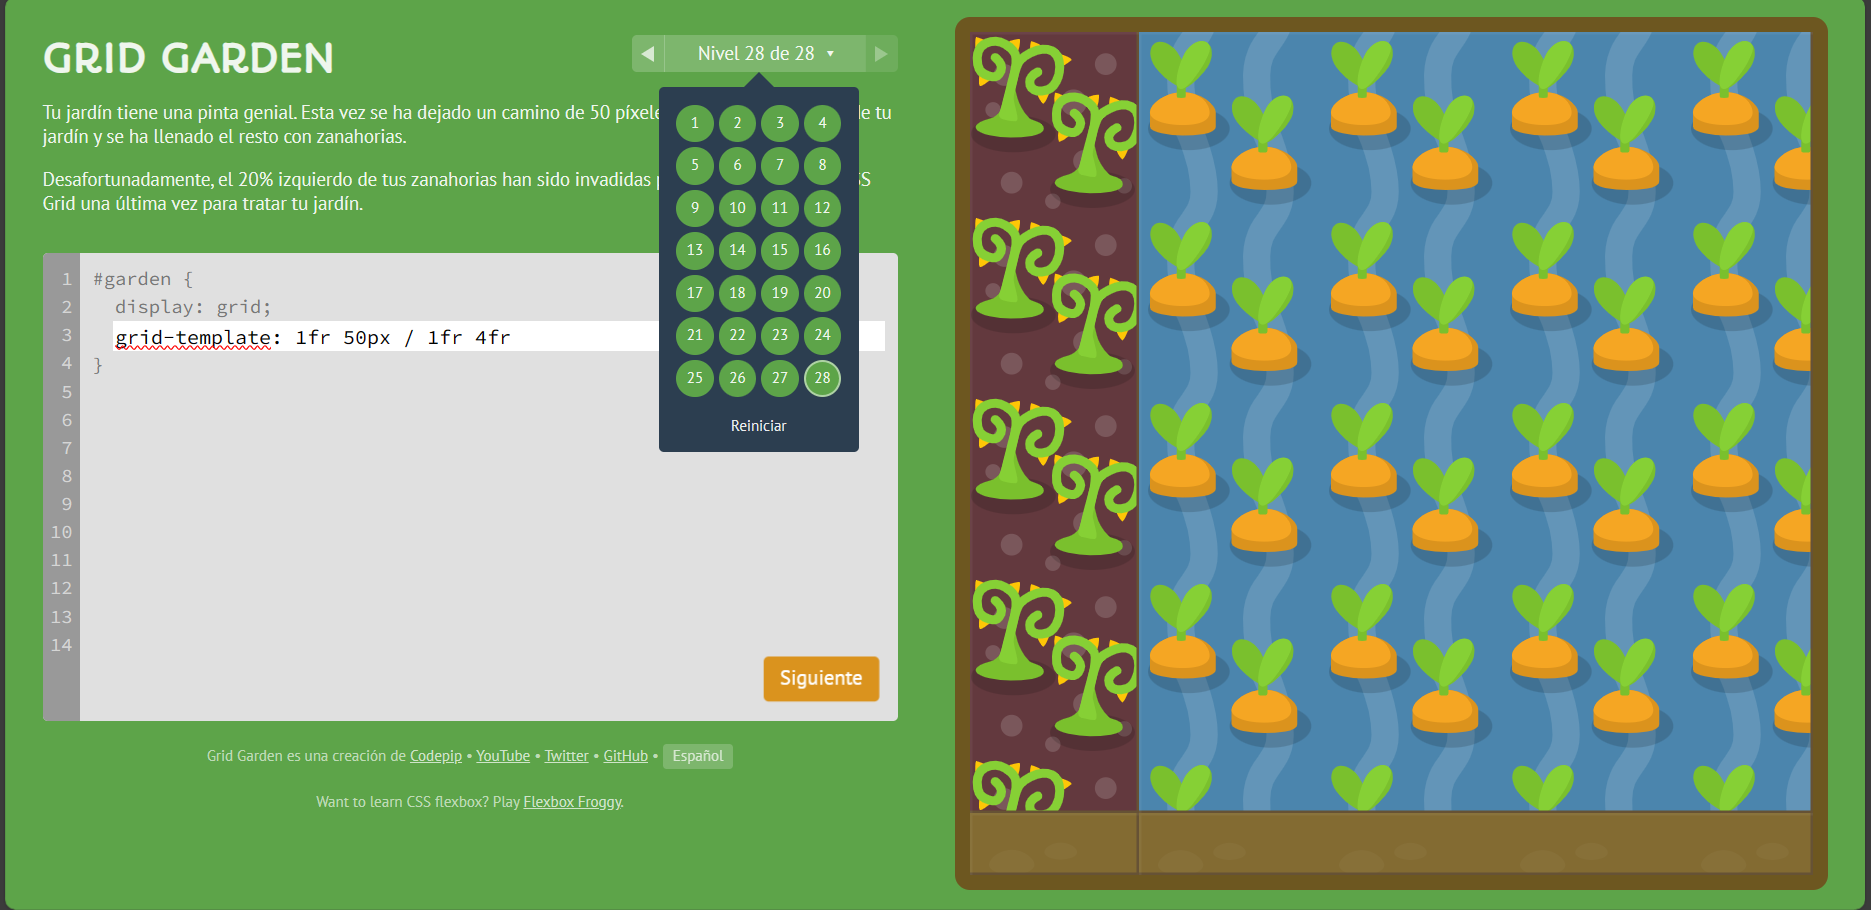 GRID GARDEN
◀ Nivel 28 de 28 ▾ ▶
Tu jardín tiene una pinta genial. Esta vez se ha dejado un camino de 50 píxele de tu
jardín y se ha llenado el resto con zanahorias.
Desafortunadamente, el 20% izquierdo de tus zanahorias han sido invadidas
Grid una última vez para tratar tu jardín.
1 2 3 4
5 6 7 8
9 10 11 12
13 14 15 16
17 18 19 20
21 22 23 24
25 26 27 28
Reiniciar
1 #garden {
2 display: grid;
3 grid-template: 1fr 50px / 1fr 4fr
4 }
5
6
7
8
9
10
11
12
13
14
Siguiente
Grid Garden es una creación de Codepip • YouTube • Twitter • GitHub • Español
Want to learn CSS flexbox? Play Flexbox Froggy.